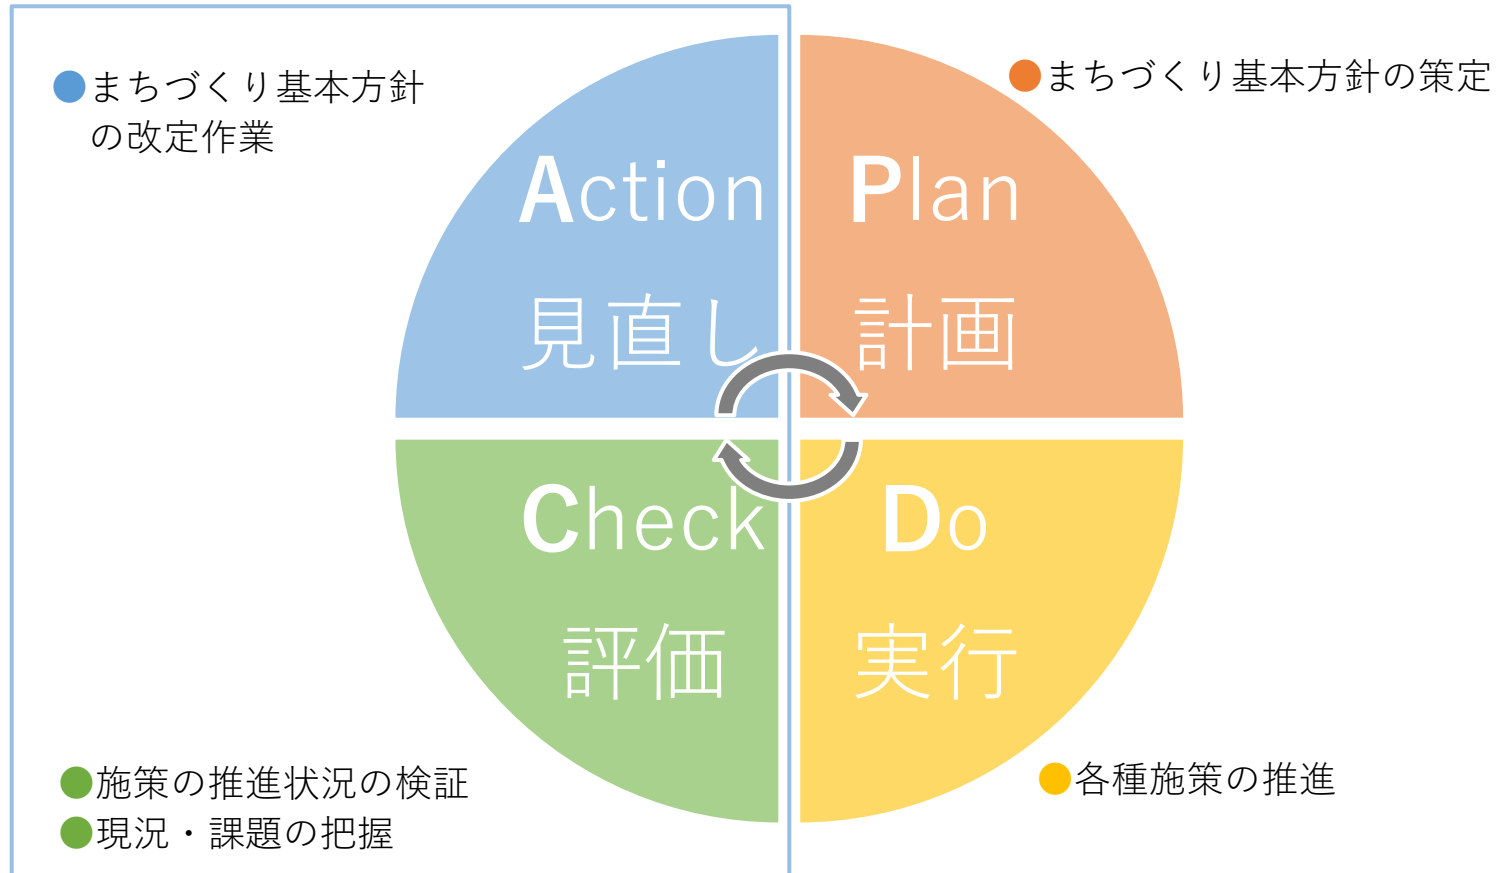 ●まちづくり基本方針
の改定作業
●まちづくり基本方針の策定
Action
見直し
Plan
計画
Check
評価
Do
実行
●施策の推進状況の検証
●現況・課題の把握
●各種施策の推進